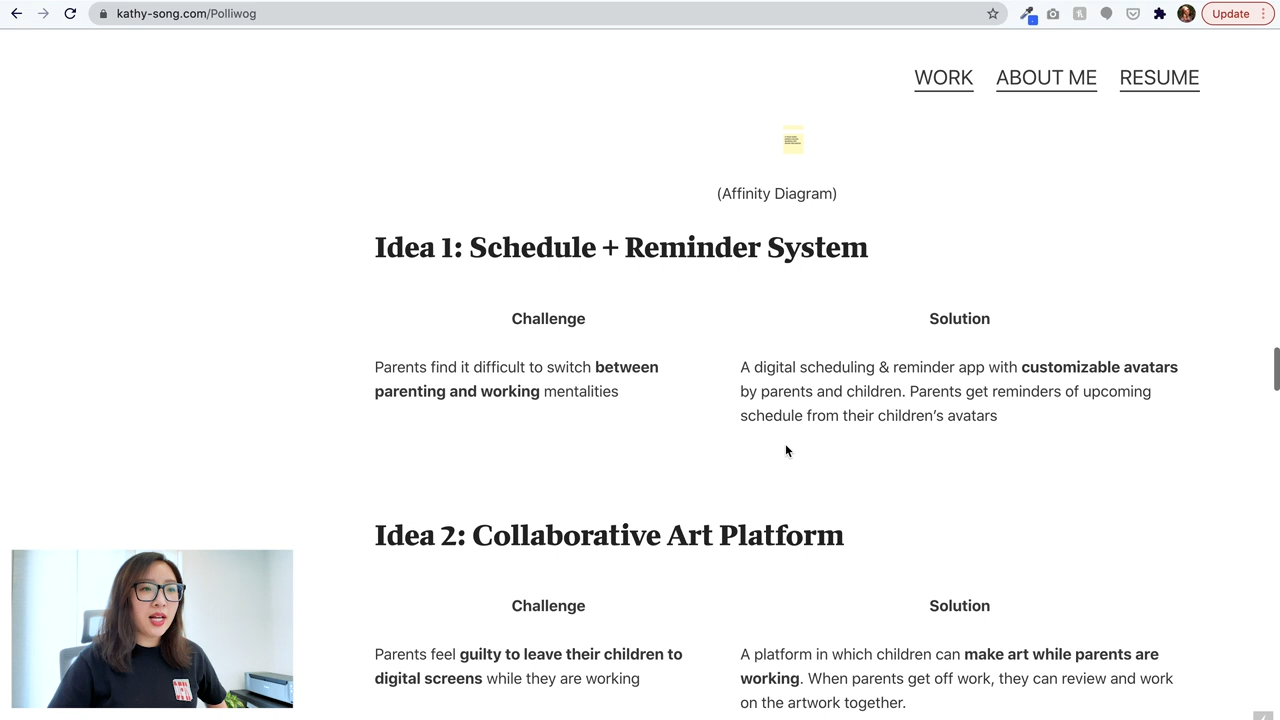 kathy-song.com/Polliwog
Update
WORK ABOUT ME RESUME
(Affinity Diagram)
Idea 1: Schedule + Reminder System
Challenge
Solution
Parents find it difficult to switch between
parenting and working mentalities
A digital scheduling & reminder app with customizable avatars
by parents and children. Parents get reminders of upcoming
schedule from their children’s avatars
Idea 2: Collaborative Art Platform
Challenge
Solution
Parents feel guilty to leave their children to
digital screens while they are working
A platform in which children can make art while parents are
working. When parents get off work, they can review and work
on the artwork together.